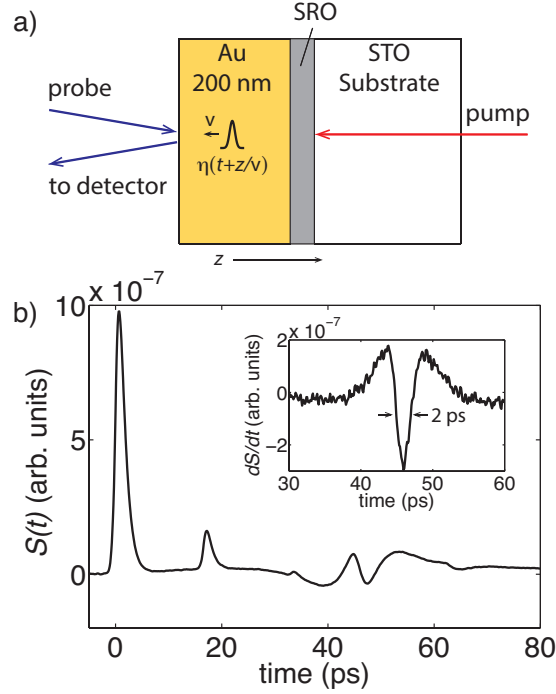 a)
SRO
Au
200 nm
STO
Substrate
probe
pump
v
η(t+z/v)
to detector
z
b)
10 x 10⁻⁷
S(t) (arb. units)
5
0
x 10⁻⁷
dS/dt (arb. units)
2
0
−2
2 ps
30 40 50 60
time (ps)
0 20 40 60 80
time (ps)